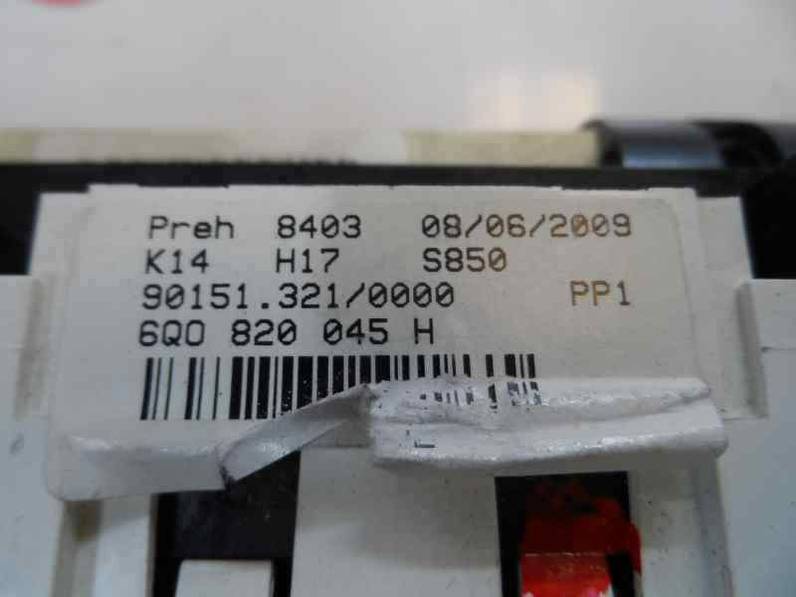 Preh 8403 08/06/2009
K14 H17 S850
90151.321/0000 PP1
6Q0 820 045 H